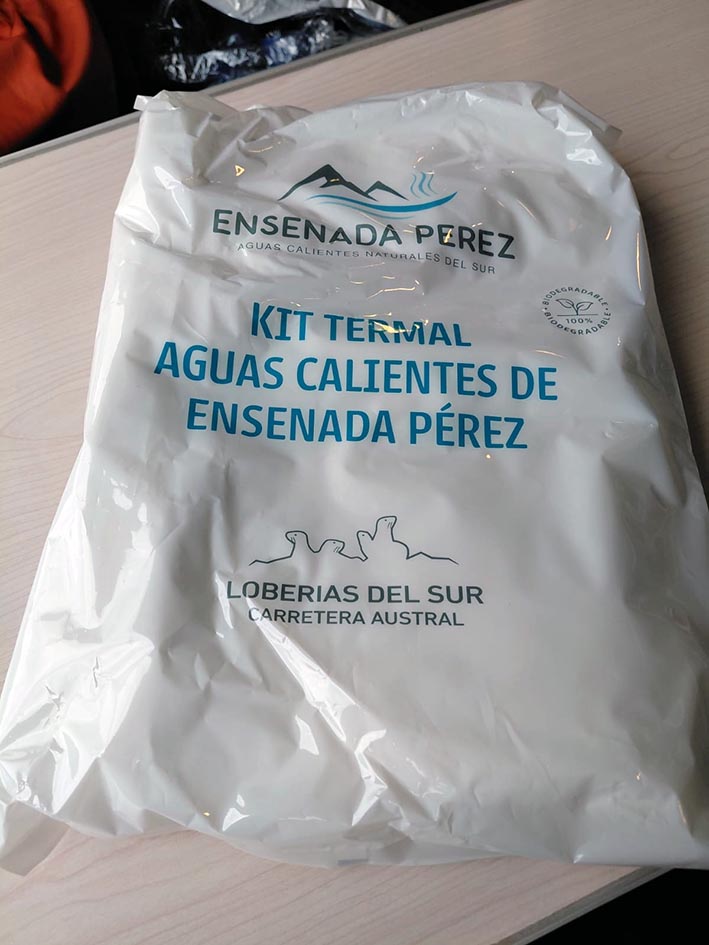 ENSENADA PEREZ
AGUAS CALIENTES NATURALES DEL SUR
KIT TERMAL
AGUAS CALIENTES DE
ENSENADA PÉREZ
BIODEGRADABLE
100%
BIODEGRADABLE
LOBERIAS DEL SUR
CARRETERA AUSTRAL